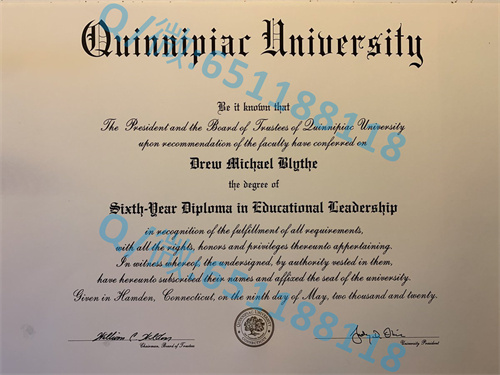 Quinnipiac University
Be it known that
The President and the Board of Trustees of Quinnipiac University
upon recommendation of the faculty have conferred on
Drew Michael Blythe
the degree of
Sixth-Year Diploma in Educational Leadership
in recognition of the fulfillment of all requirements,
with all the rights, honors and privileges thereunto appertaining.
In witness whereof, the undersigned, by authority vested in them,
have hereunto subscribed their names and affixed the seal of the university.
Given in Hamden, Connecticut, on the ninth day of May, two thousand and twenty.
Chairman, Board of Trustees
University President
Q/微:651188118
Q/微:651188118